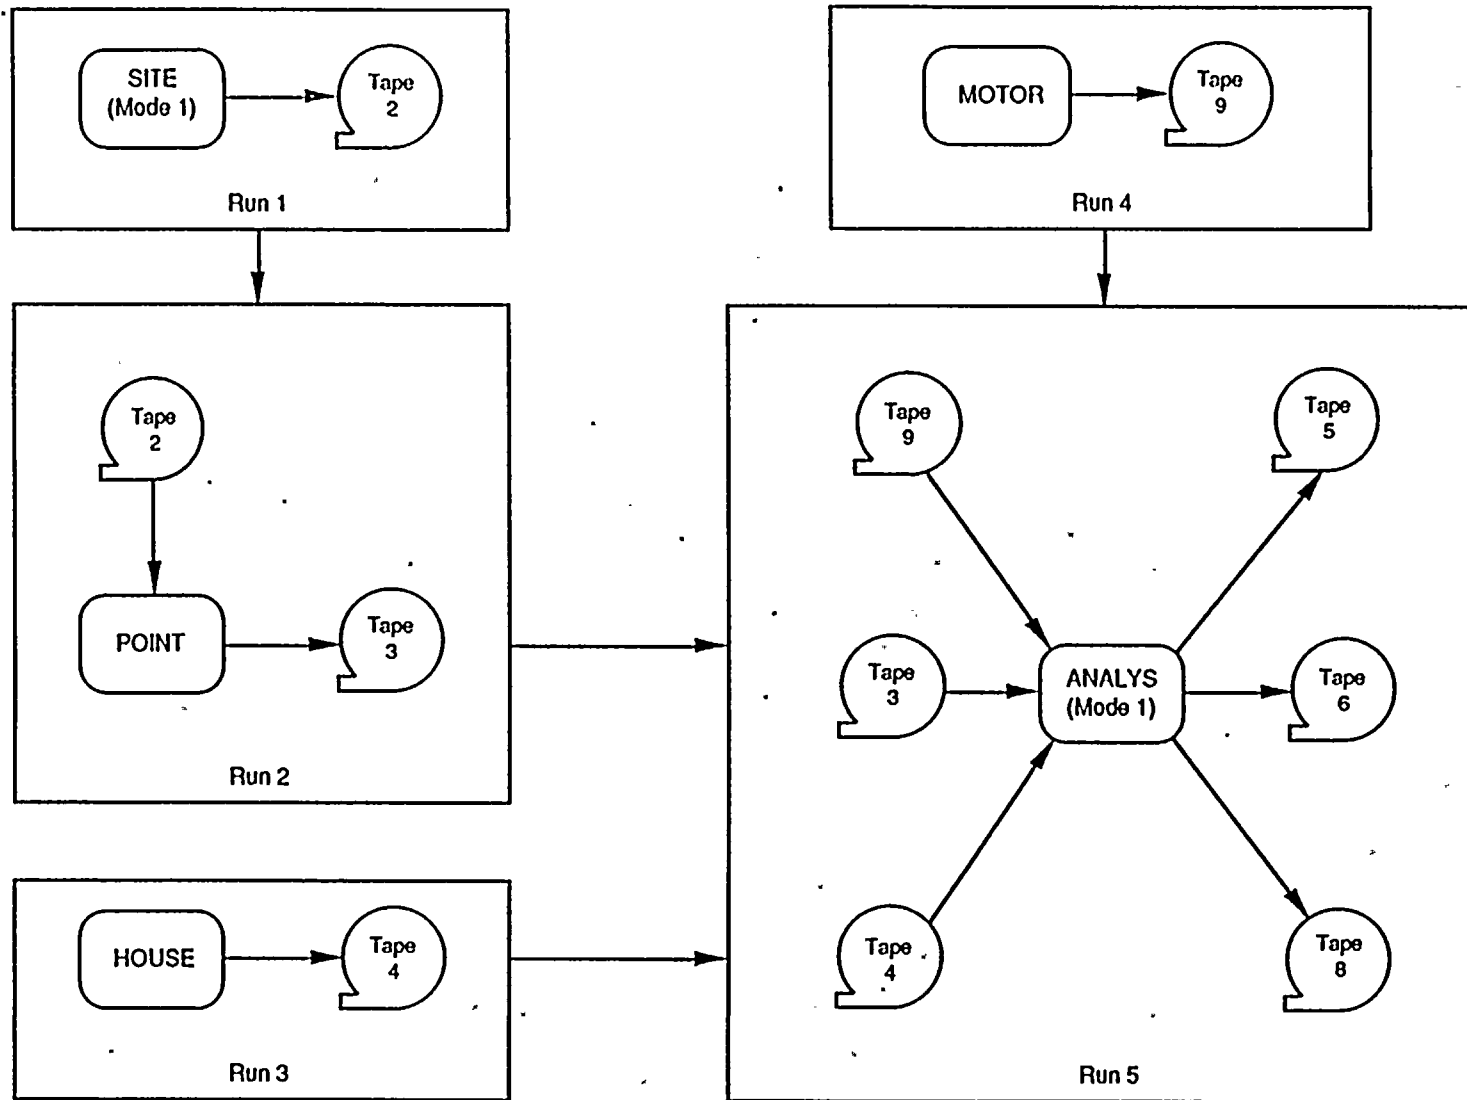 SITE
(Mode 1)
Tape
2
Run 1
MOTOR
Tape
9
Run 4
Tape
2
POINT
Tape
3
Run 2
HOUSE
Tape
4
Run 3
Tape
9
Tape
5
Tape
3
ANALYS
(Mode 1)
Tape
6
Tape
4
Tape
8
Run 5